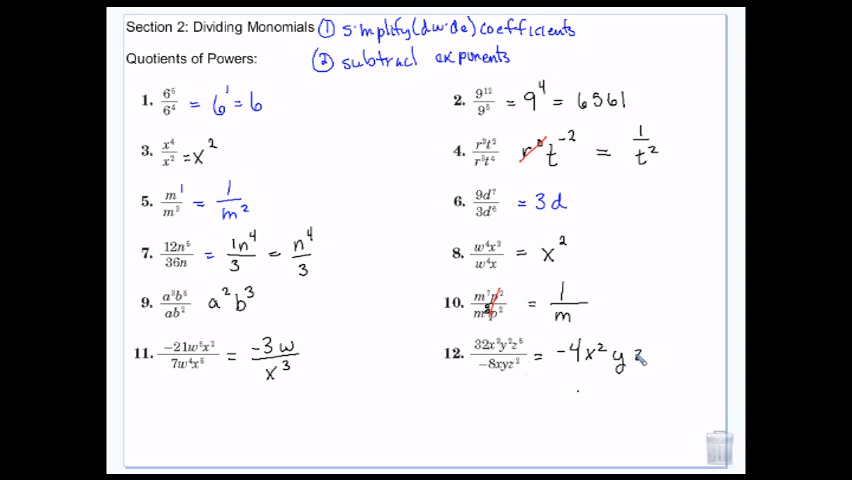 Section 2: Dividing Monomials ① simplify (divide) coefficients
Quotients of Powers: ② subtract exponents
1. 6⁵/6⁴ = 6¹ = 6
2. 9¹²/9⁸ = 9⁴ = 6561
3. x⁴/x² = x²
4. r³t²/r³t⁴ r⁰t⁻² = 1/t²
5. m¹/m³ = 1/m²
6. 9d⁷/3d⁶ = 3d
7. 12n⁵/36n = 1n⁴/3 = n⁴/3
8. w⁴x³/w⁴x = x²
9. a³b⁵/ab² a²b³
10. m⁷p²/m⁸p² = 1/m
11. −21w⁵x²/7w⁴x⁵ = −3w/x³
12. 32x³y²z⁵/−8xyz² = −4x²y